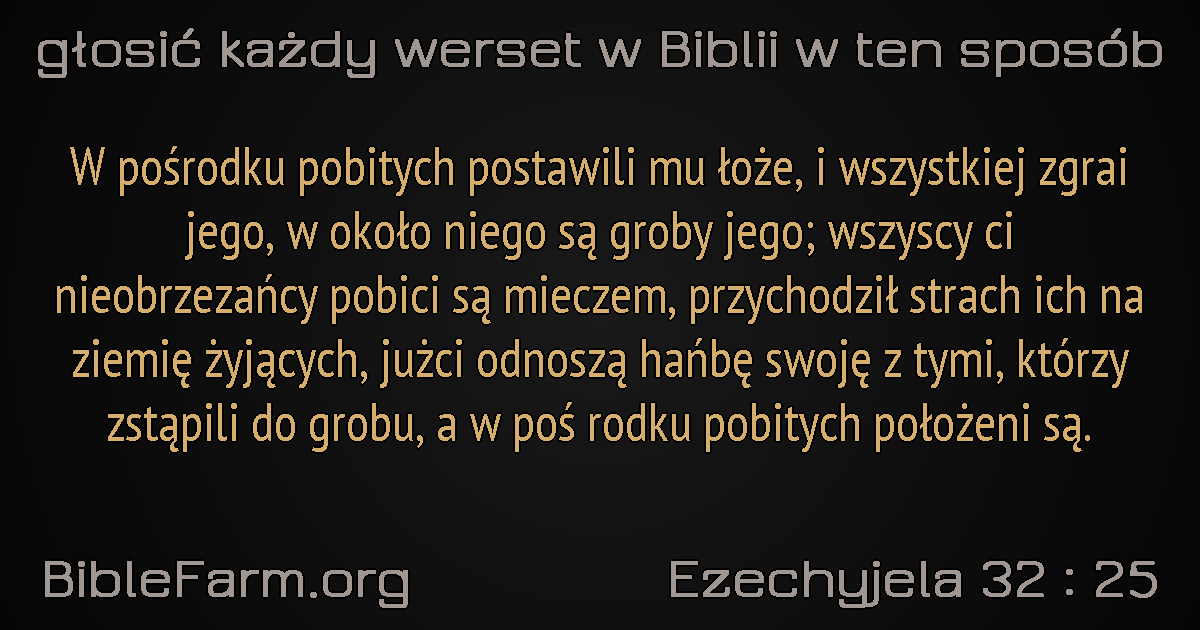 głosić każdy werset w Biblii w ten sposób
W pośrodku pobitych postawili mu łoże, i wszystkiej zgrai
jego, w około niego są groby jego; wszyscy ci
nieobrzezańcy pobici są mieczem, przychodził strach ich na
ziemię żyjących, jużci odnoszą hańbę swoję z tymi, którzy
zstąpili do grobu, a w poś rodku pobitych położeni są.
BibleFarm.org
Ezechyjela 32 : 25